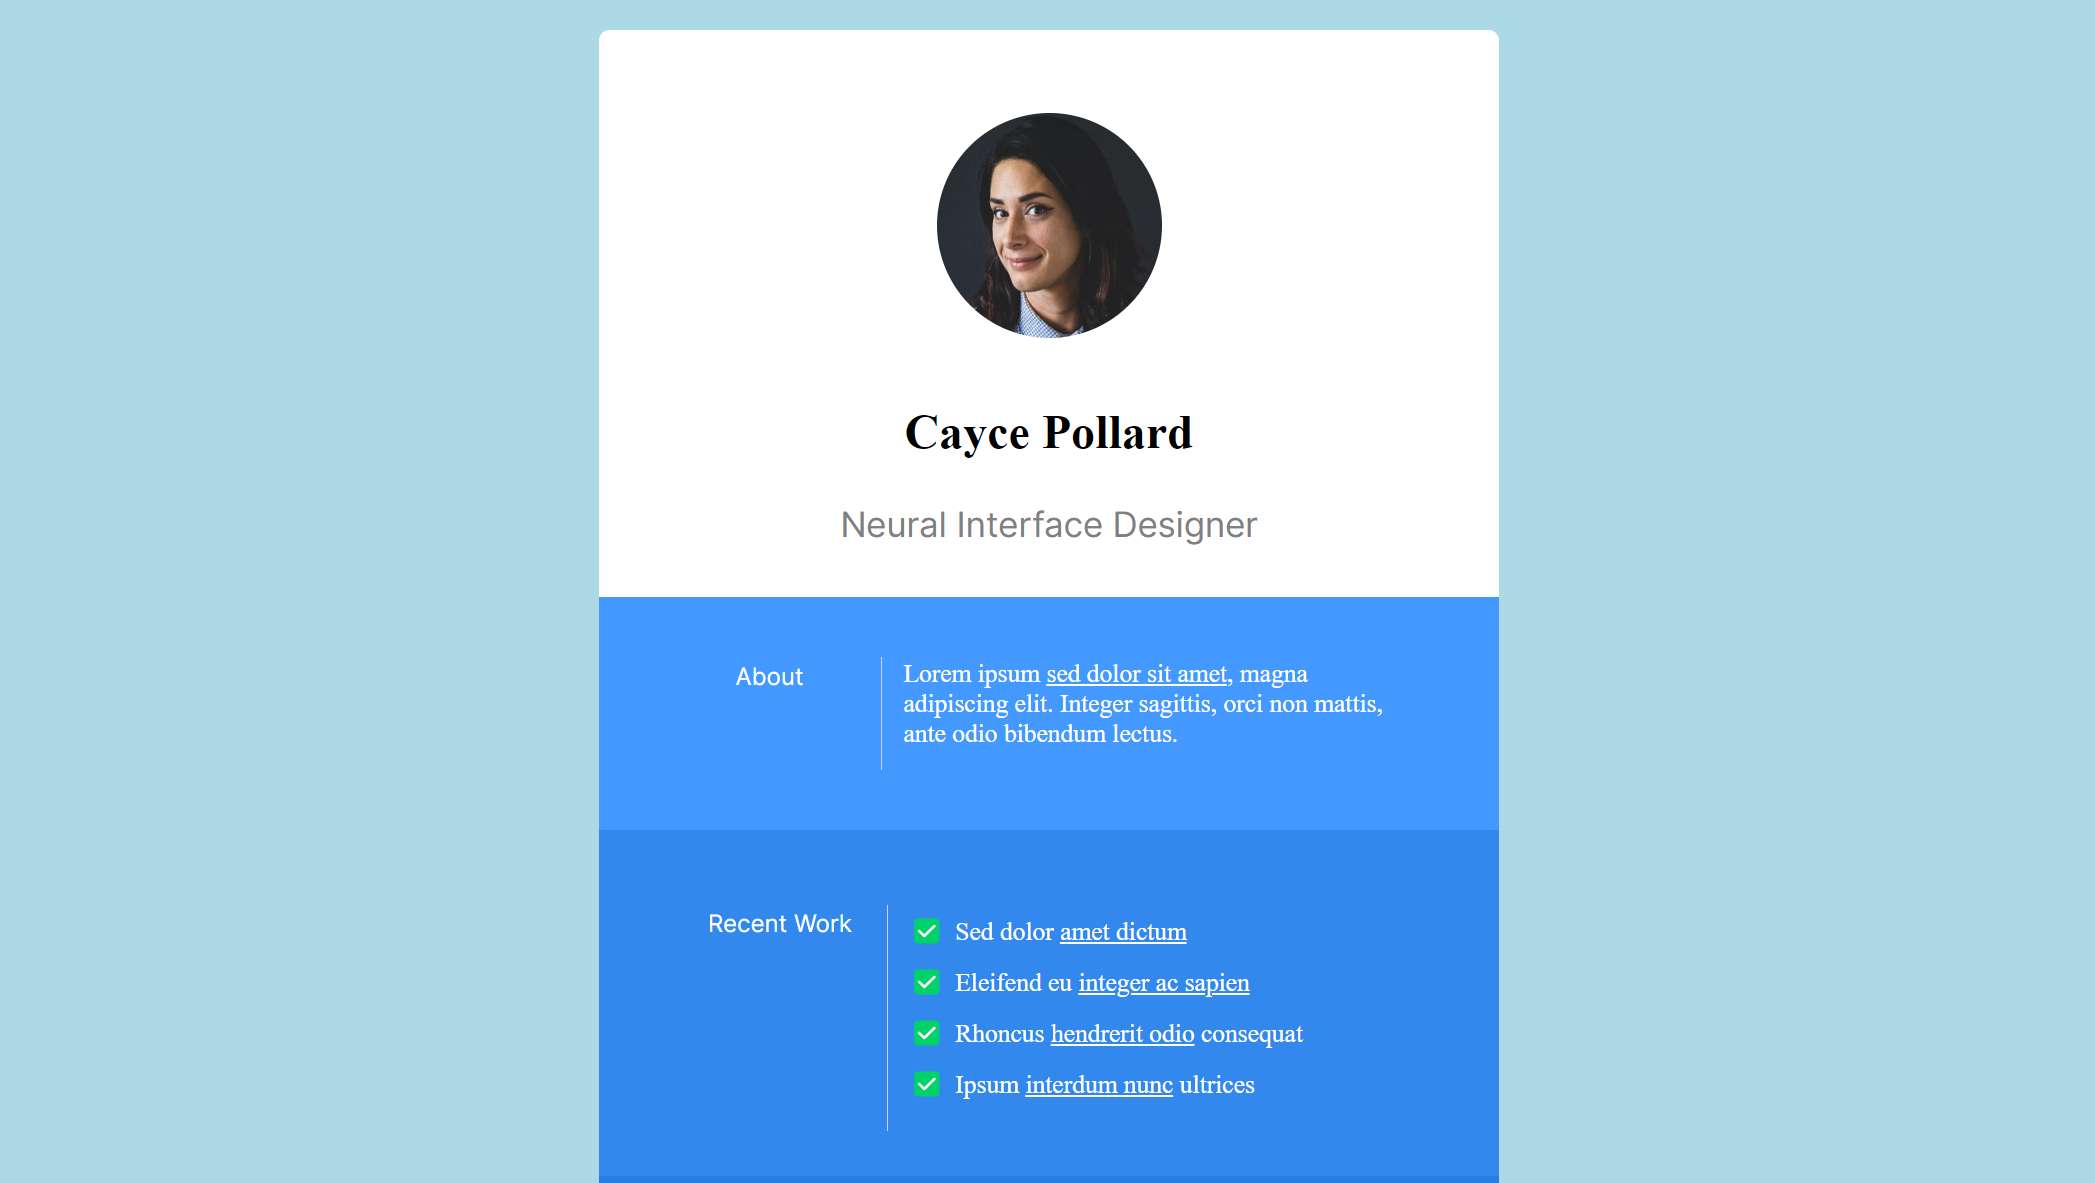 Cayce Pollard
Neural Interface Designer
About
Lorem ipsum sed dolor sit amet, magna
adipiscing elit. Integer sagittis, orci non mattis,
ante odio bibendum lectus.
Recent Work
Sed dolor amet dictum
Eleifend eu integer ac sapien
Rhoncus hendrerit odio consequat
Ipsum interdum nunc ultrices